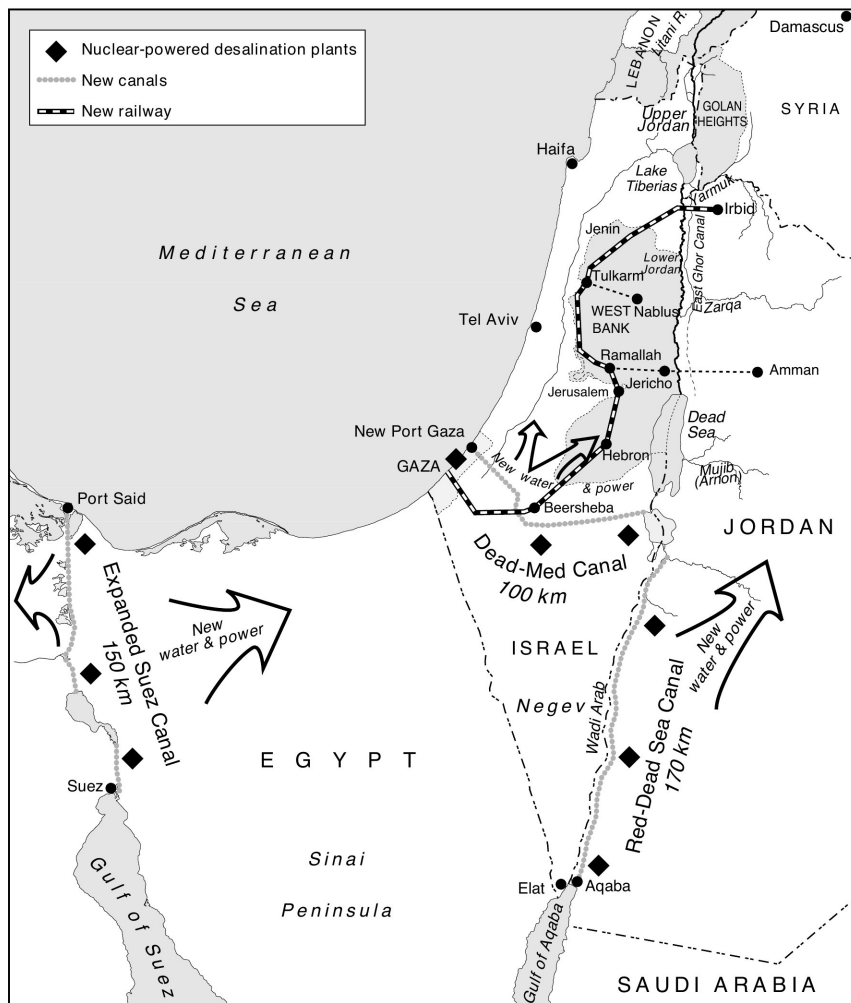 Nuclear-powered desalination plants
New canals
New railway
Damascus
LEBANON
Litani R.
GOLAN
HEIGHTS
SYRIA
Upper
Jordan
Haifa
Lake
Tiberias
Yarmuk
Irbid
Jenin
Mediterranean
Sea
Lower
Jordan
East Ghor Canal
Tulkarm
WEST
BANK
Nablus
Zarqa
Tel Aviv
Ramallah
Amman
Jericho
Jerusalem
New Port Gaza
Dead
Sea
GAZA
Hebron
New water
& power
Mujib
(Arnon)
Port Said
Beersheba
JORDAN
Dead-Med Canal
100 km
Expanded Suez Canal
150 km
New
water & power
ISRAEL
New
water & power
Negev
Wadi Arab
Red-Dead Sea Canal
170 km
EGYPT
Suez
Sinai
Peninsula
Elat
Aqaba
Gulf of Suez
Gulf of Aqaba
SAUDI ARABIA